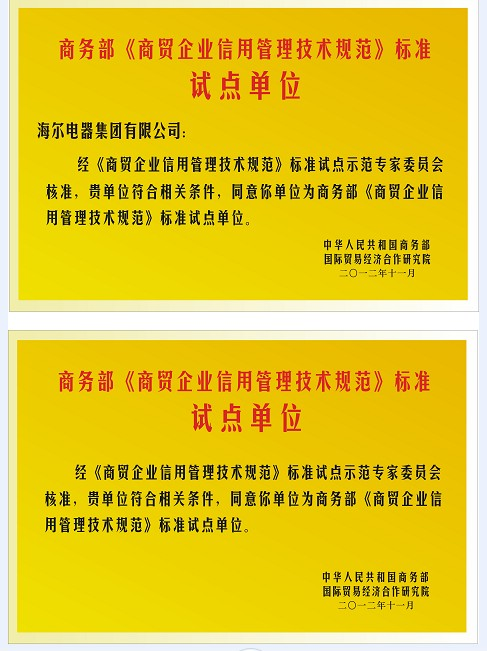 商务部《商贸企业信用管理技术规范》标准
试点单位
海尔电器集团有限公司：
经《商贸企业信用管理技术规范》标准试点示范专家委员会
核准，贵单位符合相关条件，同意你单位为商务部《商贸企业信
用管理技术规范》标准试点单位。
中华人民共和国商务部
国际贸易经济合作研究院
二〇一二年十一月
商务部《商贸企业信用管理技术规范》标准
试点单位
经《商贸企业信用管理技术规范》标准试点示范专家委员会
核准，贵单位符合相关条件，同意你单位为商务部《商贸企业信
用管理技术规范》标准试点单位。
中华人民共和国商务部
国际贸易经济合作研究院
二〇一二年十一月